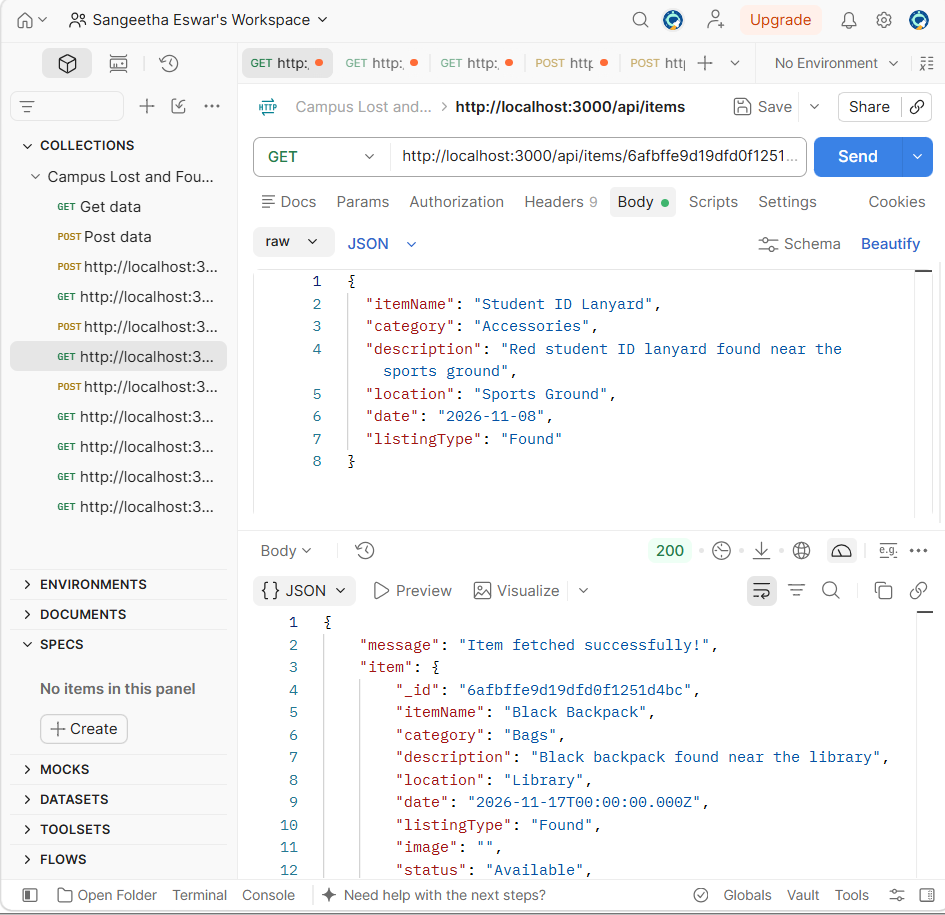 Sangeetha Eswar's Workspace
Upgrade
GET http:.
GET http:.
GET http:.
POST http
POST http
No Environment
HTTP
Campus Lost and... > http://localhost:3000/api/items
Save
Share
GET
http://localhost:3000/api/items/6afbffe9d19dfd0f1251...
Send
Docs
Params
Authorization
Headers 9
Body
Scripts
Settings
Cookies
raw
JSON
Schema
Beautify
1 {
2 "itemName": "Student ID Lanyard",
3 "category": "Accessories",
4 "description": "Red student ID lanyard found near the
sports ground",
5 "location": "Sports Ground",
6 "date": "2026-11-08",
7 "listingType": "Found"
8 }
COLLECTIONS
Campus Lost and Fou...
GET Get data
POST Post data
POST http://localhost:3...
GET http://localhost:3...
POST http://localhost:3...
GET http://localhost:3...
POST http://localhost:3...
GET http://localhost:3...
GET http://localhost:3...
GET http://localhost:3...
GET http://localhost:3...
ENVIRONMENTS
DOCUMENTS
SPECS
No items in this panel
Create
MOCKS
DATASETS
TOOLSETS
FLOWS
Body
200
e.g.
{} JSON
Preview
Visualize
1 {
2 "message": "Item fetched successfully!",
3 "item": {
4 "_id": "6afbffe9d19dfd0f1251d4bc",
5 "itemName": "Black Backpack",
6 "category": "Bags",
7 "description": "Black backpack found near the library",
8 "location": "Library",
9 "date": "2026-11-17T00:00:00.000Z",
10 "listingType": "Found",
11 "image": "",
12 "status": "Available",
Open Folder
Terminal
Console
Need help with the next steps?
Globals
Vault
Tools